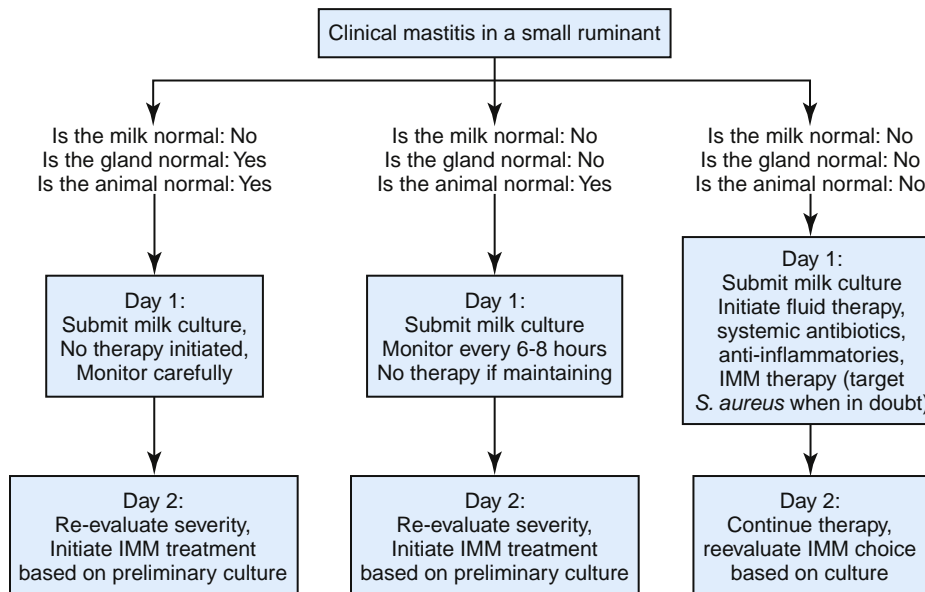 Clinical mastitis in a small ruminant
Is the milk normal: No
Is the gland normal: Yes
Is the animal normal: Yes
Is the milk normal: No
Is the gland normal: No
Is the animal normal: Yes
Is the milk normal: No
Is the gland normal: No
Is the animal normal: No
Day 1:
Submit milk culture,
No therapy initiated,
Monitor carefully
Day 1:
Submit milk culture
Monitor every 6-8 hours
No therapy if maintaining
Day 1:
Submit milk culture
Initiate fluid therapy,
systemic antibiotics,
anti-inflammatories,
IMM therapy (target
S. aureus when in doubt)
Day 2:
Re-evaluate severity,
Initiate IMM treatment
based on preliminary culture
Day 2:
Re-evaluate severity,
Initiate IMM treatment
based on preliminary culture
Day 2:
Continue therapy,
reevaluate IMM choice
based on culture